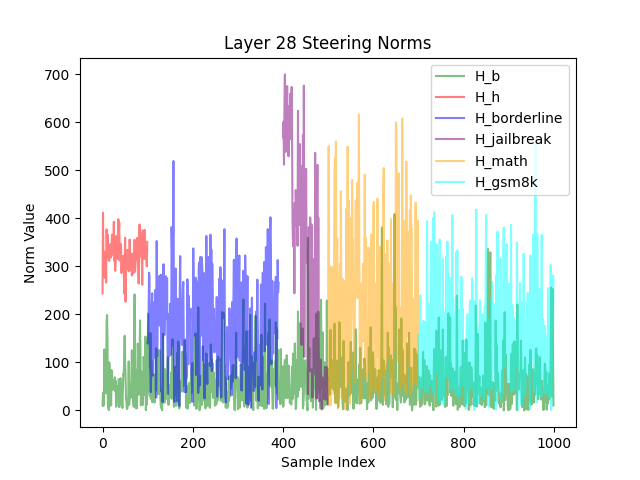 Layer 28 Steering Norms
H_b
H_h
H_borderline
H_jailbreak
H_math
H_gsm8k
Norm Value
700
600
500
400
300
200
100
0
0
200
400
600
800
1000
Sample Index